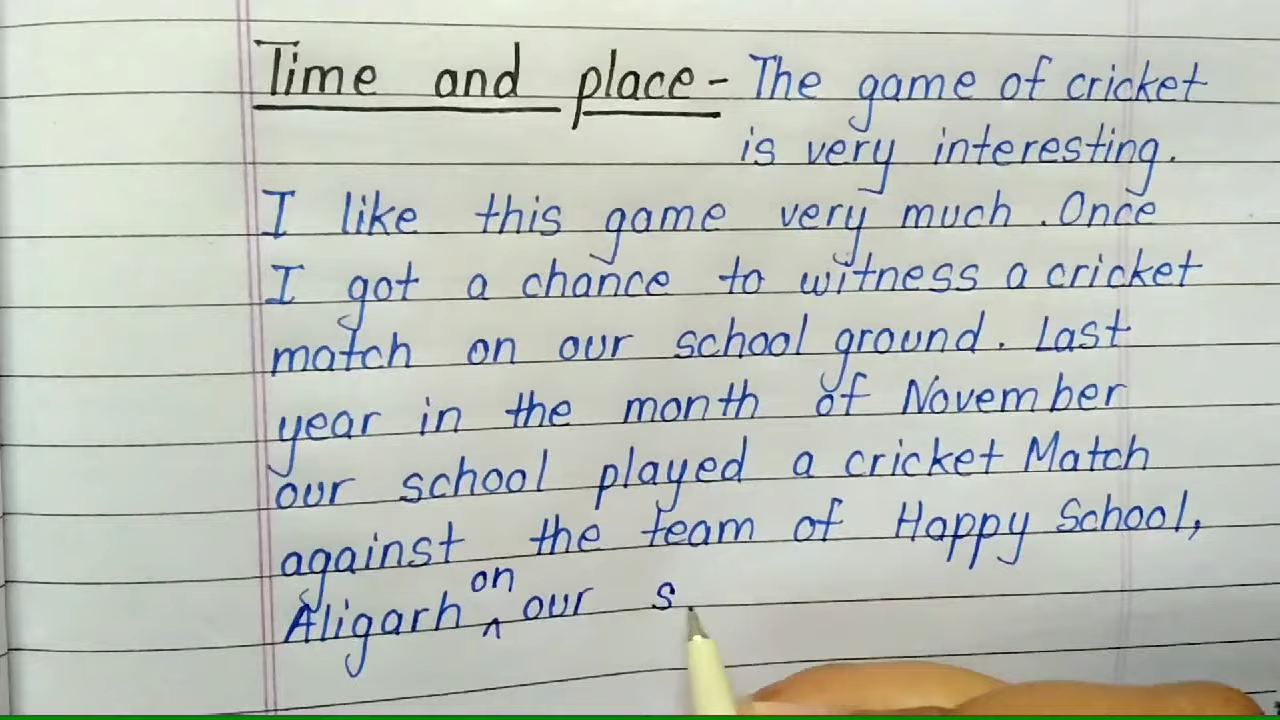 Time and place - The game of cricket
is very interesting.
I like this game very much. Once
I got a chance to witness a cricket
match on our school ground. Last
year in the month of November
our school played a cricket Match
against the team of Happy School,
Aligarh ^on our s